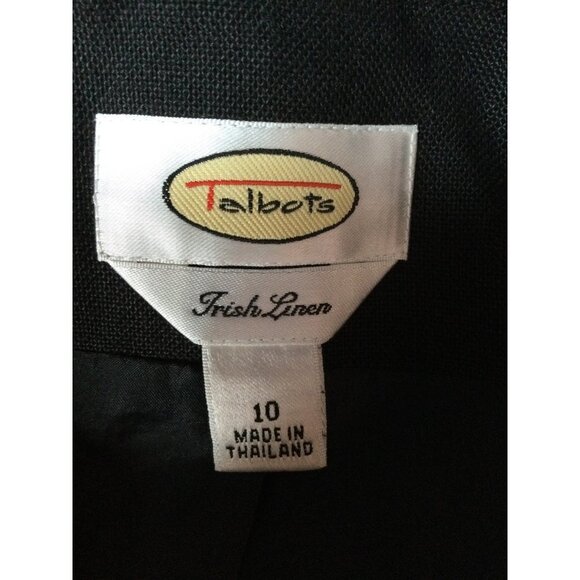 Talbots
Irish Linen
10
MADE IN
THAILAND